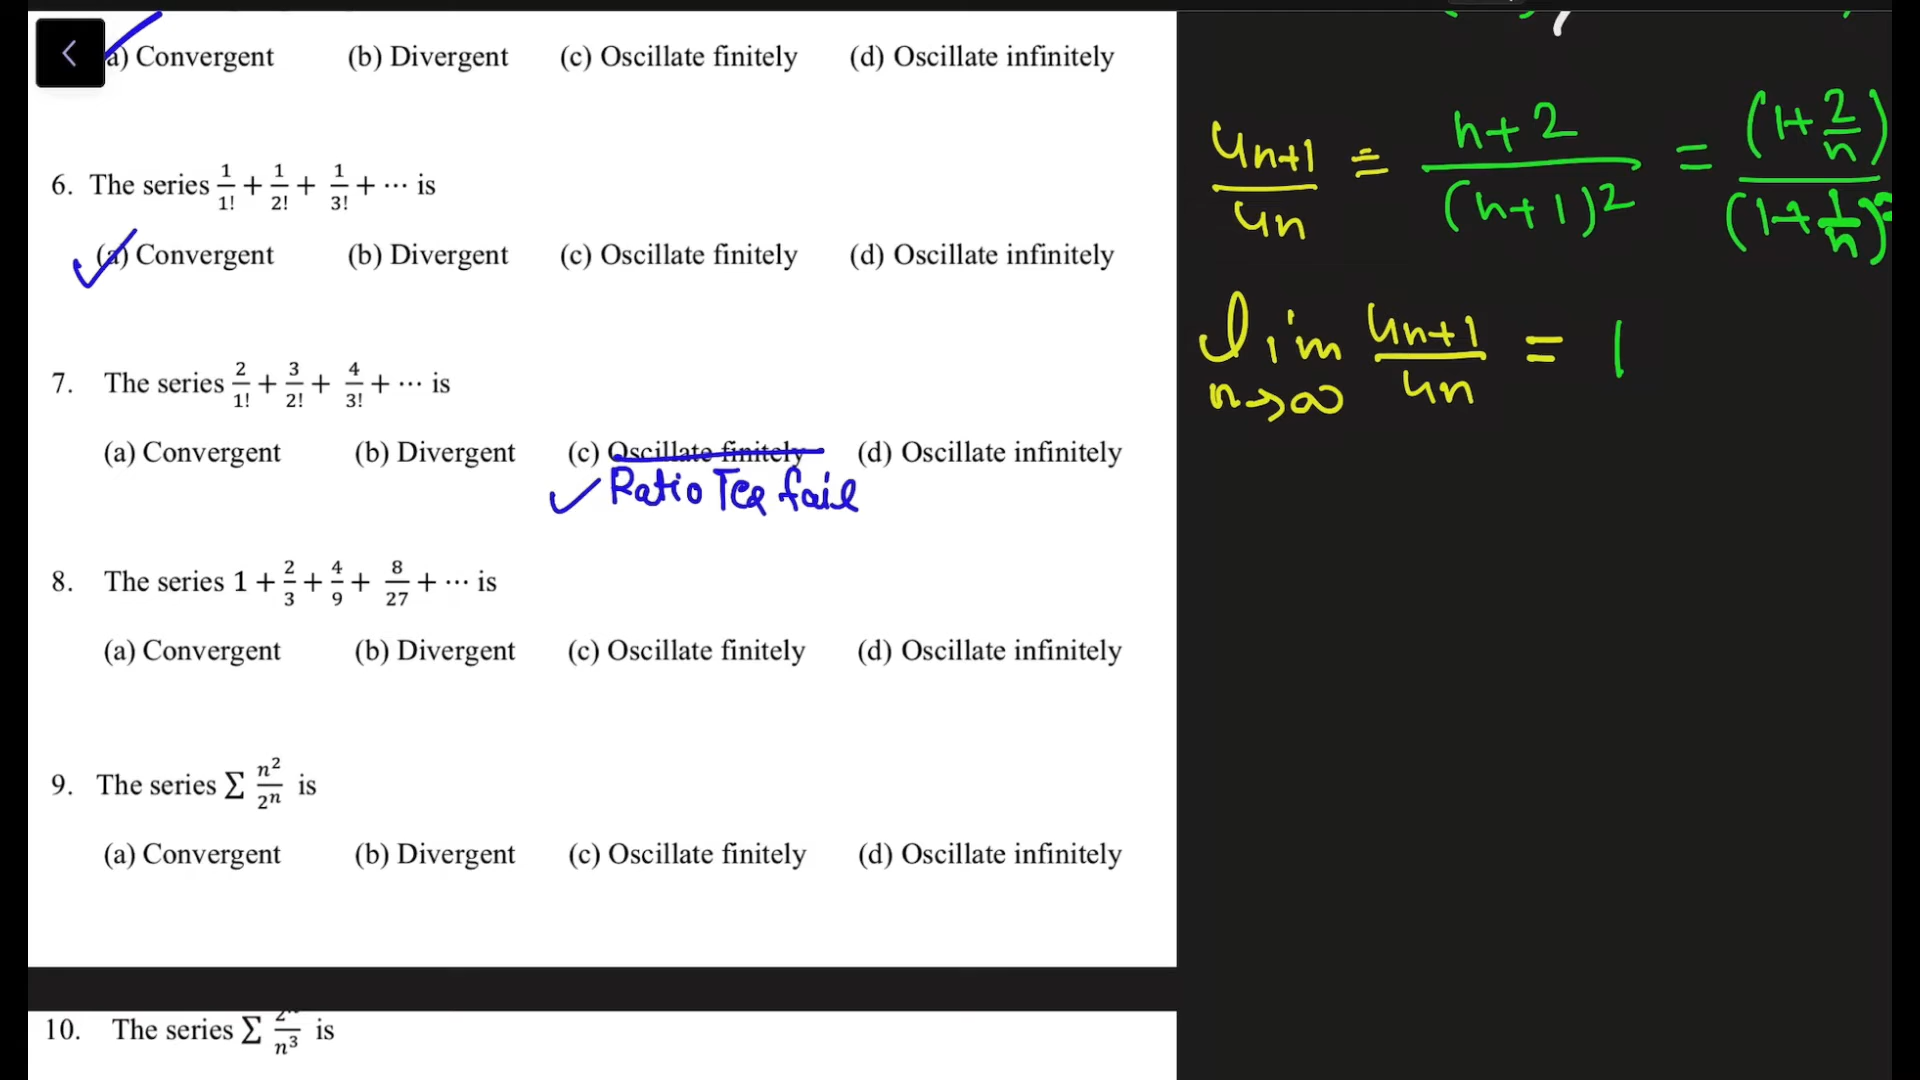 a) Convergent (b) Divergent (c) Oscillate finitely (d) Oscillate infinitely
6. The series 1/1! + 1/2! + 1/3! + ⋯ is
(a) Convergent (b) Divergent (c) Oscillate finitely (d) Oscillate infinitely
7. The series 2/1! + 3/2! + 4/3! + ⋯ is
(a) Convergent (b) Divergent (c) Oscillate finitely (d) Oscillate infinitely
Ratio fail
8. The series 1 + 2/3 + 4/9 + 8/27 + ⋯ is
(a) Convergent (b) Divergent (c) Oscillate finitely (d) Oscillate infinitely
9. The series ∑ n²/2ⁿ is
(a) Convergent (b) Divergent (c) Oscillate finitely (d) Oscillate infinitely
10. The series ∑ /n³ is
uₙ₊₁/uₙ = n+2/(n+1)² = (1+2/n)/(1+1/n)²
lim n→∞ uₙ₊₁/uₙ = 1